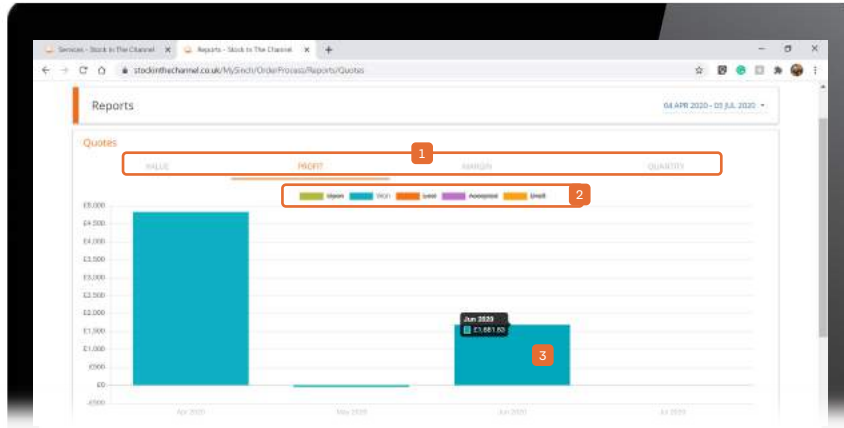 Services - Stock In The Channel
Reports - Stock In The Channel
stockinthechannel.co.uk/MySinch/OrderProcess/Reports/Quotes
Reports
04 APR 2020 - 03 JUL 2020
Quotes
1
VALUE PROFIT MARGIN QUANTITY
Open Won Lost Accepted Draft 2
£5,000
£4,500
£4,000
£3,500
£3,000
£2,500
£2,000
Jun 2020
£1,500
£1,000
3
£500
£0
-£500
Apr 2020 May 2020 Jun 2020 Jul 2020